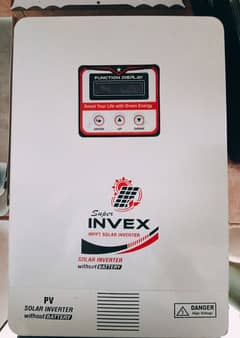 FUNCTION DISPLAY
Boost Your Life with Green Energy
ENTER UP DOWN
Super
INVEX
MPPT SOLAR INVERTER
SOLAR INVERTER
without BATTERY
PV
SOLAR INVERTER
without BATTERY
DANGER
High Voltage